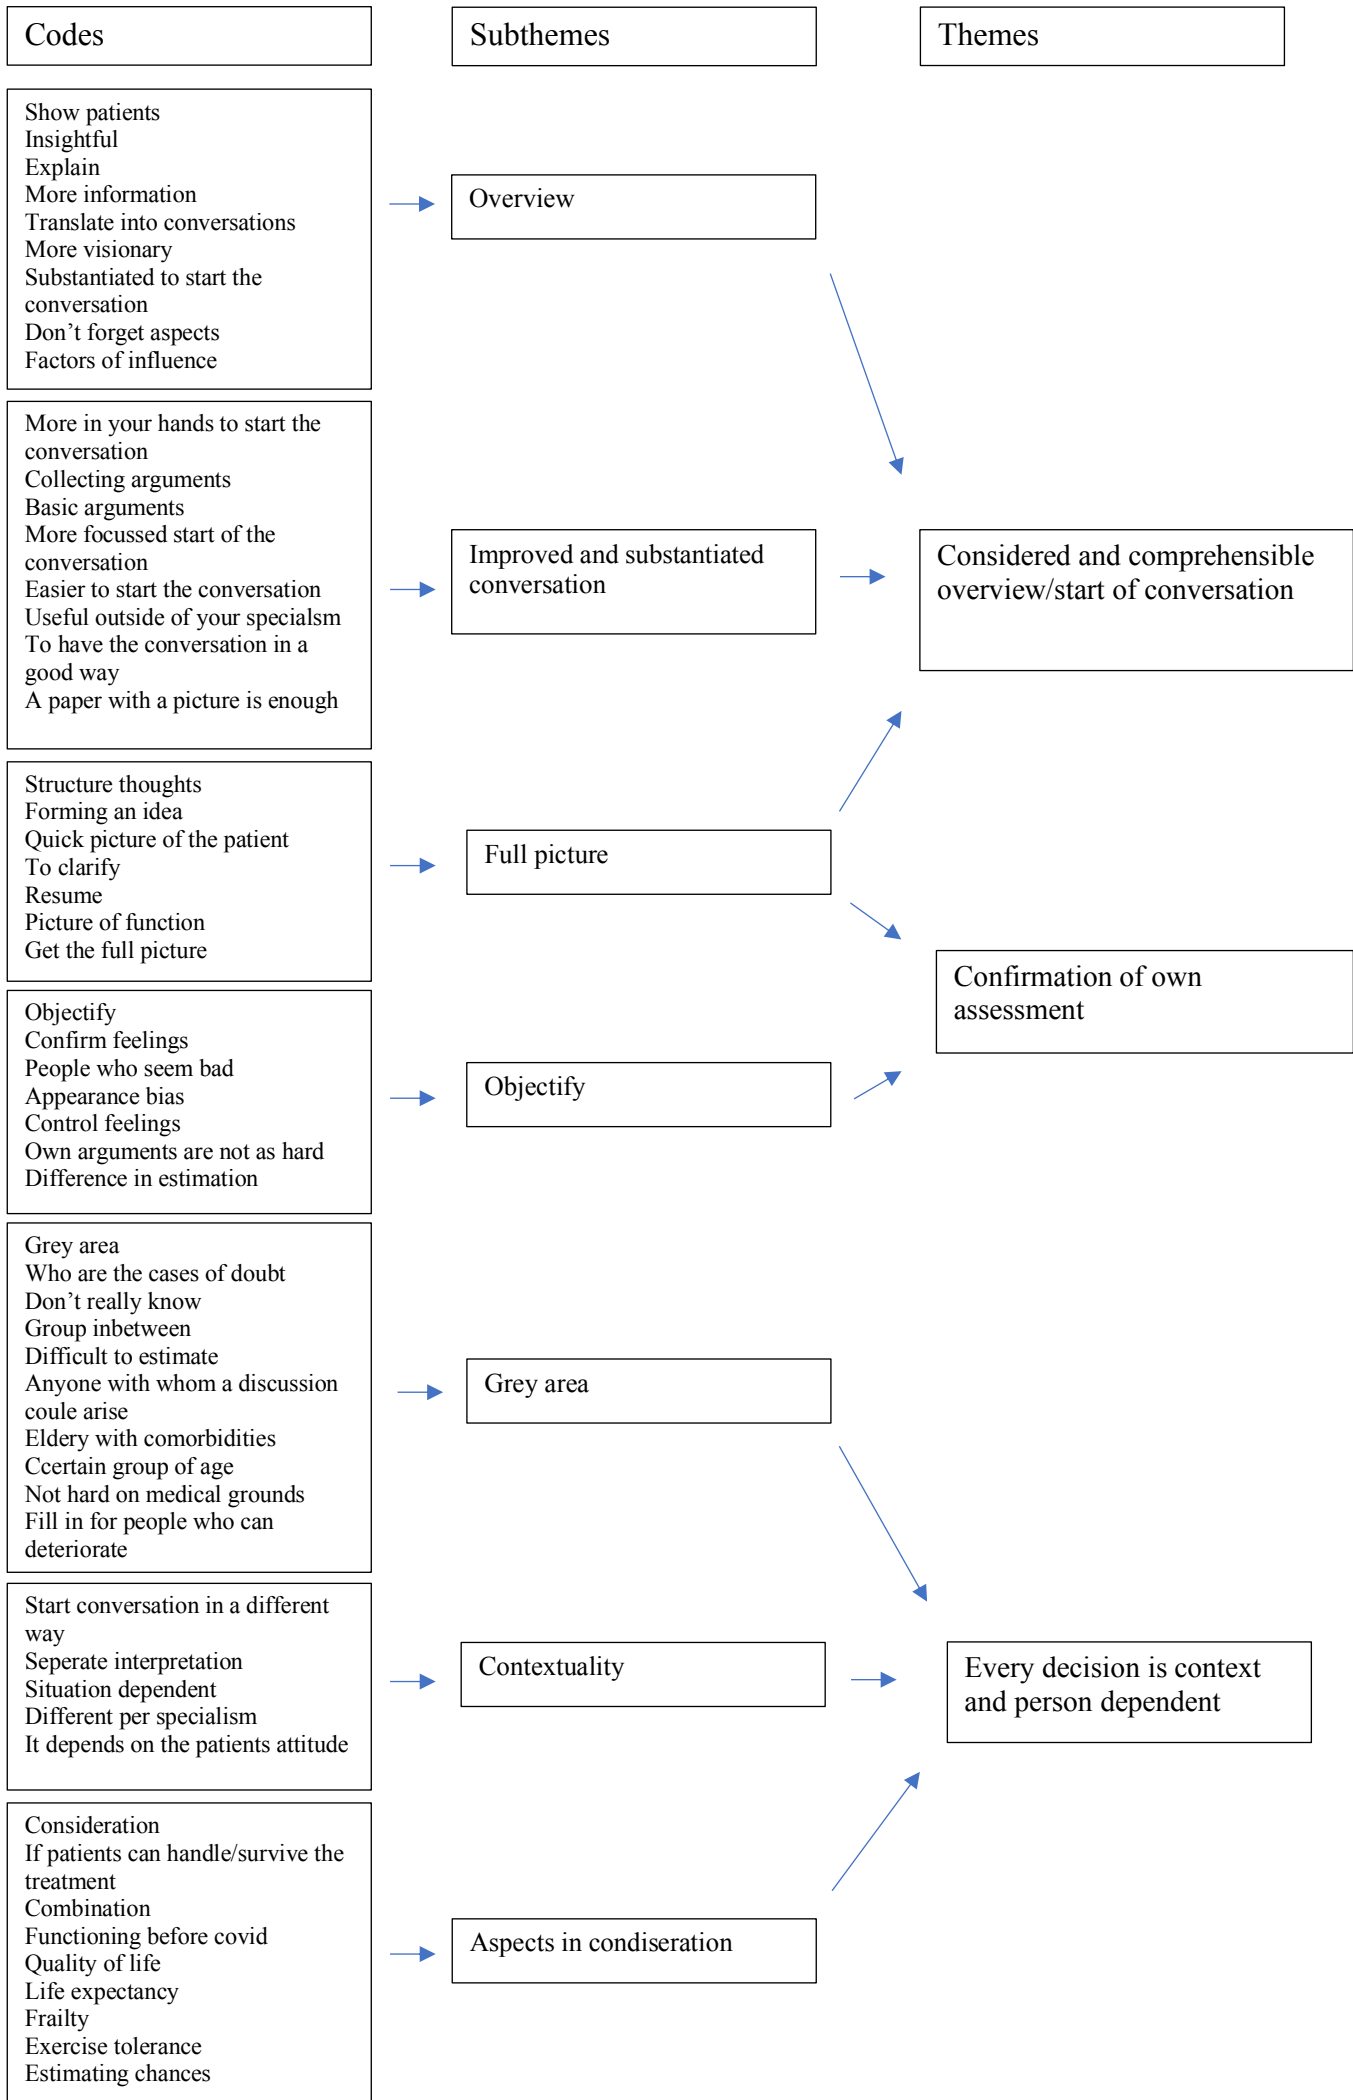 Codes
Subthemes
Themes
Show patients
Insightful
Explain
More information
Translate into conversations
More visionary
Substantiated to start the
conversation
Don’t forget aspects
Factors of influence
Overview
More in your hands to start the
conversation
Collecting arguments
Basic arguments
More focussed start of the
conversation
Easier to start the conversation
Useful outside of your specialsm
To have the conversation in a
good way
A paper with a picture is enough
Improved and substantiated
conversation
Considered and comprehensible
overview/start of conversation
Structure thoughts
Forming an idea
Quick picture of the patient
To clarify
Resume
Picture of function
Get the full picture
Full picture
Confirmation of own
assessment
Objectify
Confirm feelings
People who seem bad
Appearance bias
Control feelings
Own arguments are not as hard
Difference in estimation
Objectify
Grey area
Who are the cases of doubt
Don’t really know
Group inbetween
Difficult to estimate
Anyone with whom a discussion
coule arise
Eldery with comorbidities
Ccertain group of age
Not hard on medical grounds
Fill in for people who can
deteriorate
Grey area
Start conversation in a different
way
Seperate interpretation
Situation dependent
Different per specialism
It depends on the patients attitude
Contextuality
Every decision is context
and person dependent
Consideration
If patients can handle/survive the
treatment
Combination
Functioning before covid
Quality of life
Life expectancy
Frailty
Exercise tolerance
Estimating chances
Aspects in condiseration